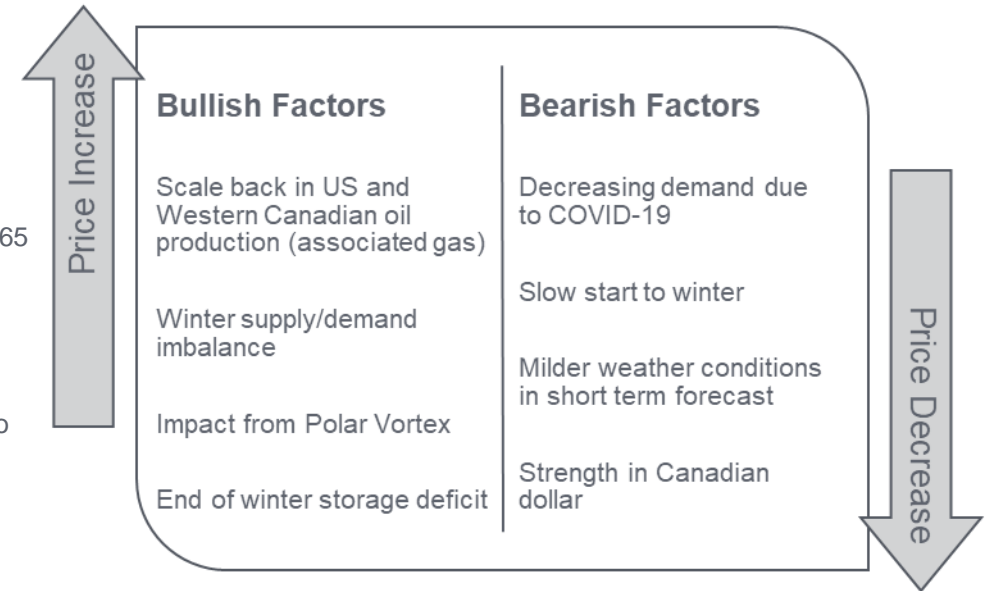 Price Increase
65
o
Bullish Factors
Scale back in US and
Western Canadian oil
production (associated gas)
Winter supply/demand
imbalance
Impact from Polar Vortex
End of winter storage deficit
Bearish Factors
Decreasing demand due
to COVID-19
Slow start to winter
Milder weather conditions
in short term forecast
Strength in Canadian
dollar
Price Decrease